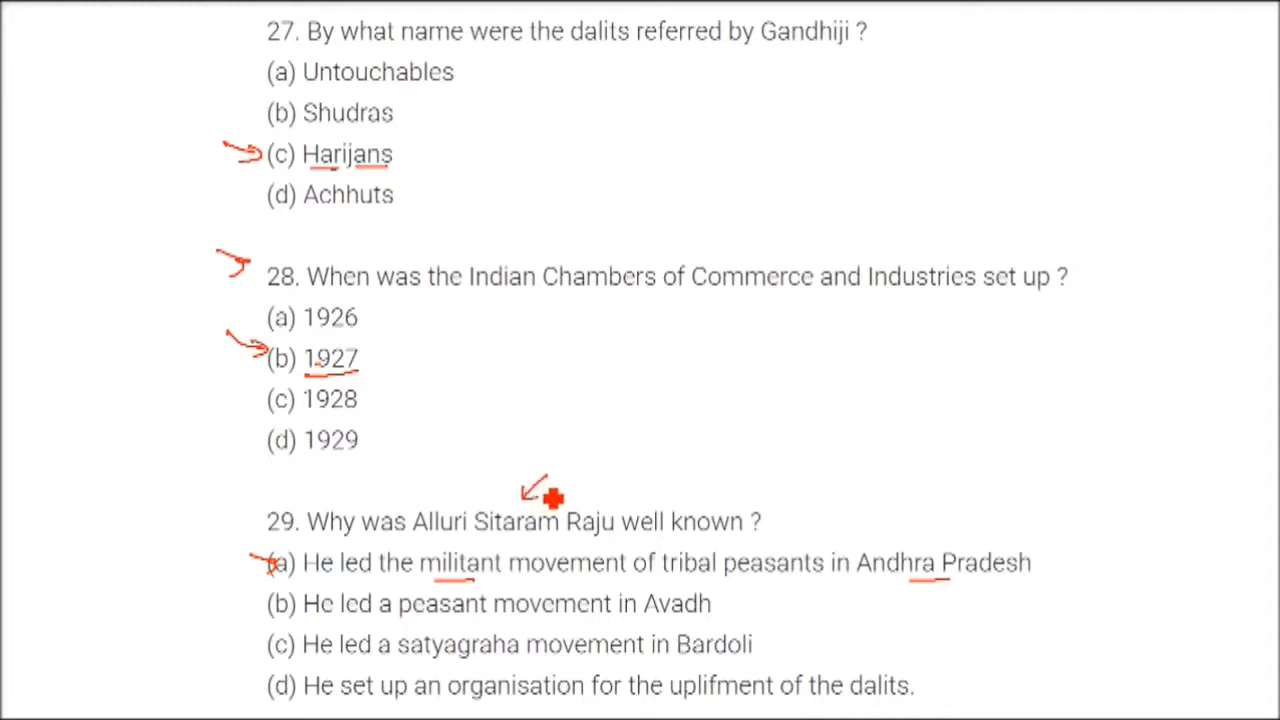 27. By what name were the dalits referred by Gandhiji ?
(a) Untouchables
(b) Shudras
(c) Harijans
(d) Achhuts
28. When was the Indian Chambers of Commerce and Industries set up ?
(a) 1926
(b) 1927
(c) 1928
(d) 1929
29. Why was Alluri Sitaram Raju well known ?
(a) He led the militant movement of tribal peasants in Andhra Pradesh
(b) He led a peasant movement in Avadh
(c) He led a satyagraha movement in Bardoli
(d) He set up an organisation for the uplifment of the dalits.